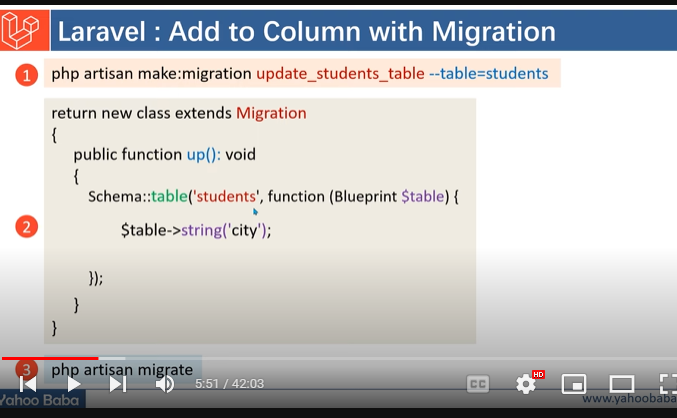 Laravel : Add to Column with Migration
1 php artisan make:migration update_students_table --table=students
return new class extends Migration
{
public function up(): void
{
Schema::table('students', function (Blueprint $table) {
2
$table->string('city');
});
}
}
3 php artisan migrate
5:51 / 42:03
CC
HD
Yahoo Baba
www.yahoobaba